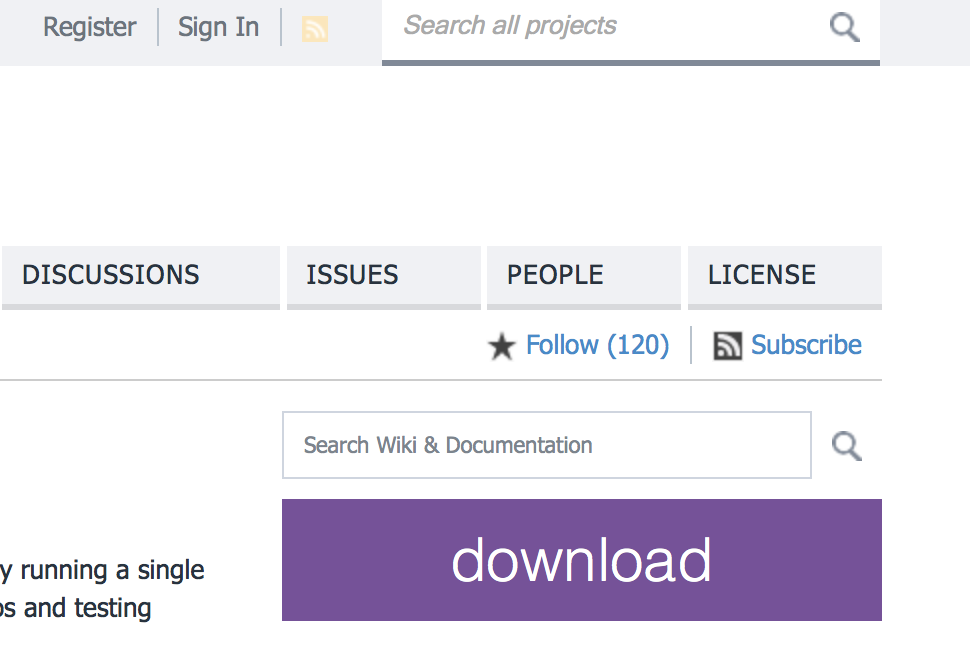 Register Sign In Search all projects
DISCUSSIONS ISSUES PEOPLE LICENSE
Follow (120) Subscribe
Search Wiki & Documentation
download
y running a single
and testing